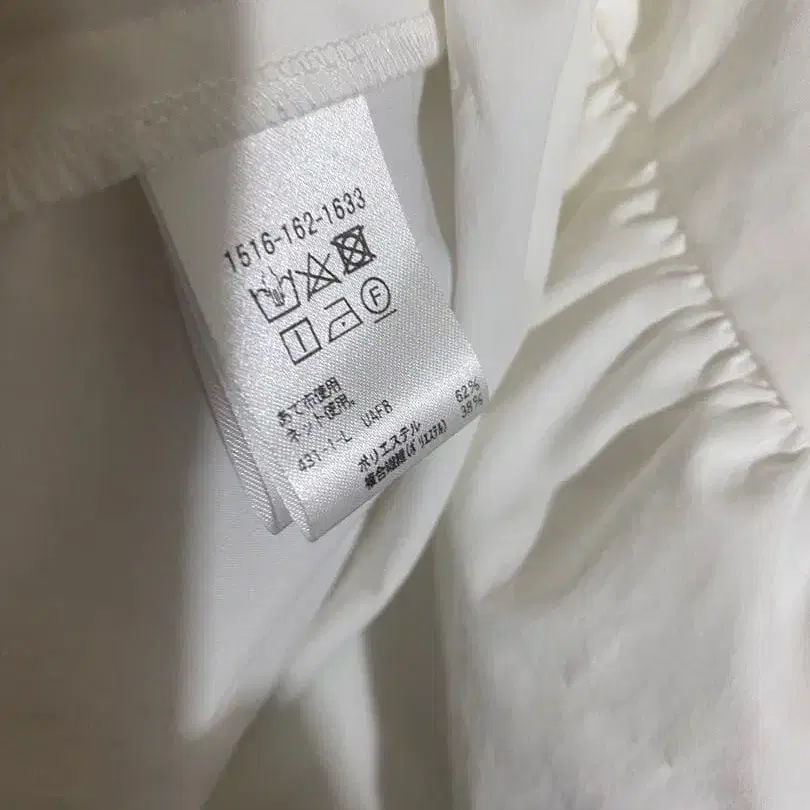 1516-162-1633
F
あて布使用
ネット使用。
431-1-L UAF8
ポリエステル 62%
複合繊維(ﾎﾟﾘｴｽﾃﾙ) 38%